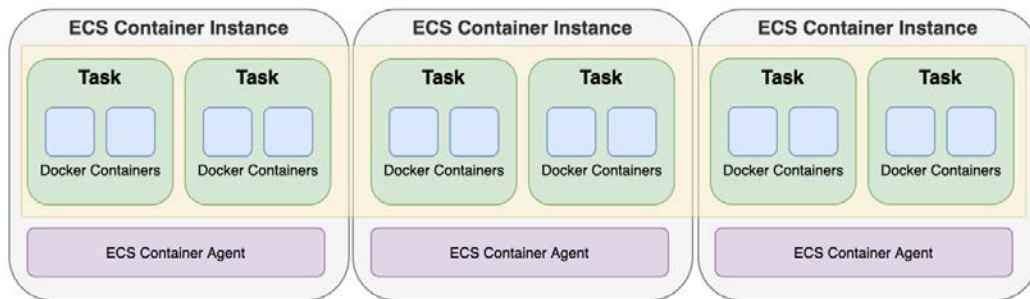 ECS Container Instance
ECS Container Instance
ECS Container Instance
Task
Task
Task
Task
Task
Task
Docker Containers
Docker Containers
Docker Containers
Docker Containers
Docker Containers
Docker Containers
ECS Container Agent
ECS Container Agent
ECS Container Agent